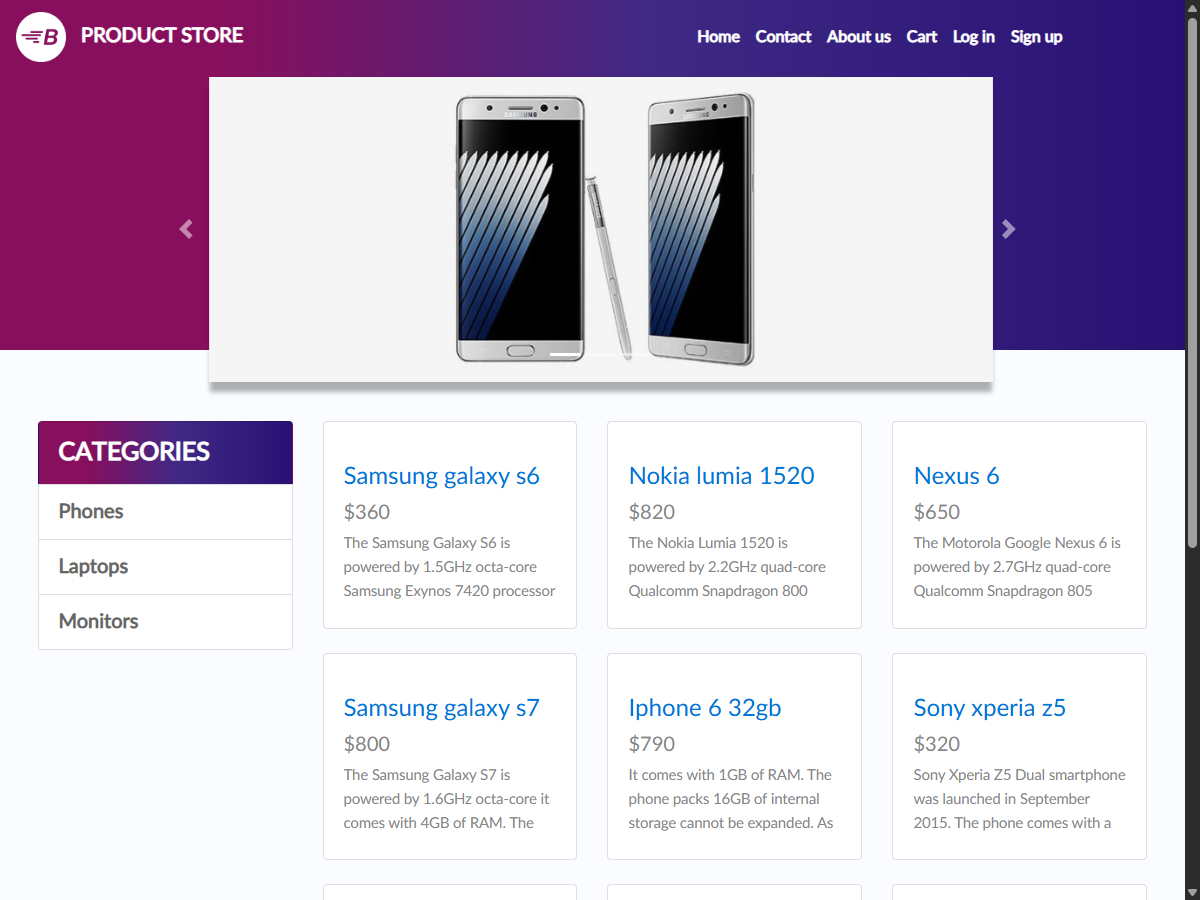 B PRODUCT STORE
Home Contact About us Cart Log in Sign up
SAMSUNG SAMSUNG
CATEGORIES
Phones
Laptops
Monitors
Samsung galaxy s6
$360
The Samsung Galaxy S6 is
powered by 1.5GHz octa-core
Samsung Exynos 7420 processor
Nokia lumia 1520
$820
The Nokia Lumia 1520 is
powered by 2.2GHz quad-core
Qualcomm Snapdragon 800
Nexus 6
$650
The Motorola Google Nexus 6 is
powered by 2.7GHz quad-core
Qualcomm Snapdragon 805
Samsung galaxy s7
$800
The Samsung Galaxy S7 is
powered by 1.6GHz octa-core it
comes with 4GB of RAM. The
Iphone 6 32gb
$790
It comes with 1GB of RAM. The
phone packs 16GB of internal
storage cannot be expanded. As
Sony xperia z5
$320
Sony Xperia Z5 Dual smartphone
was launched in September
2015. The phone comes with a